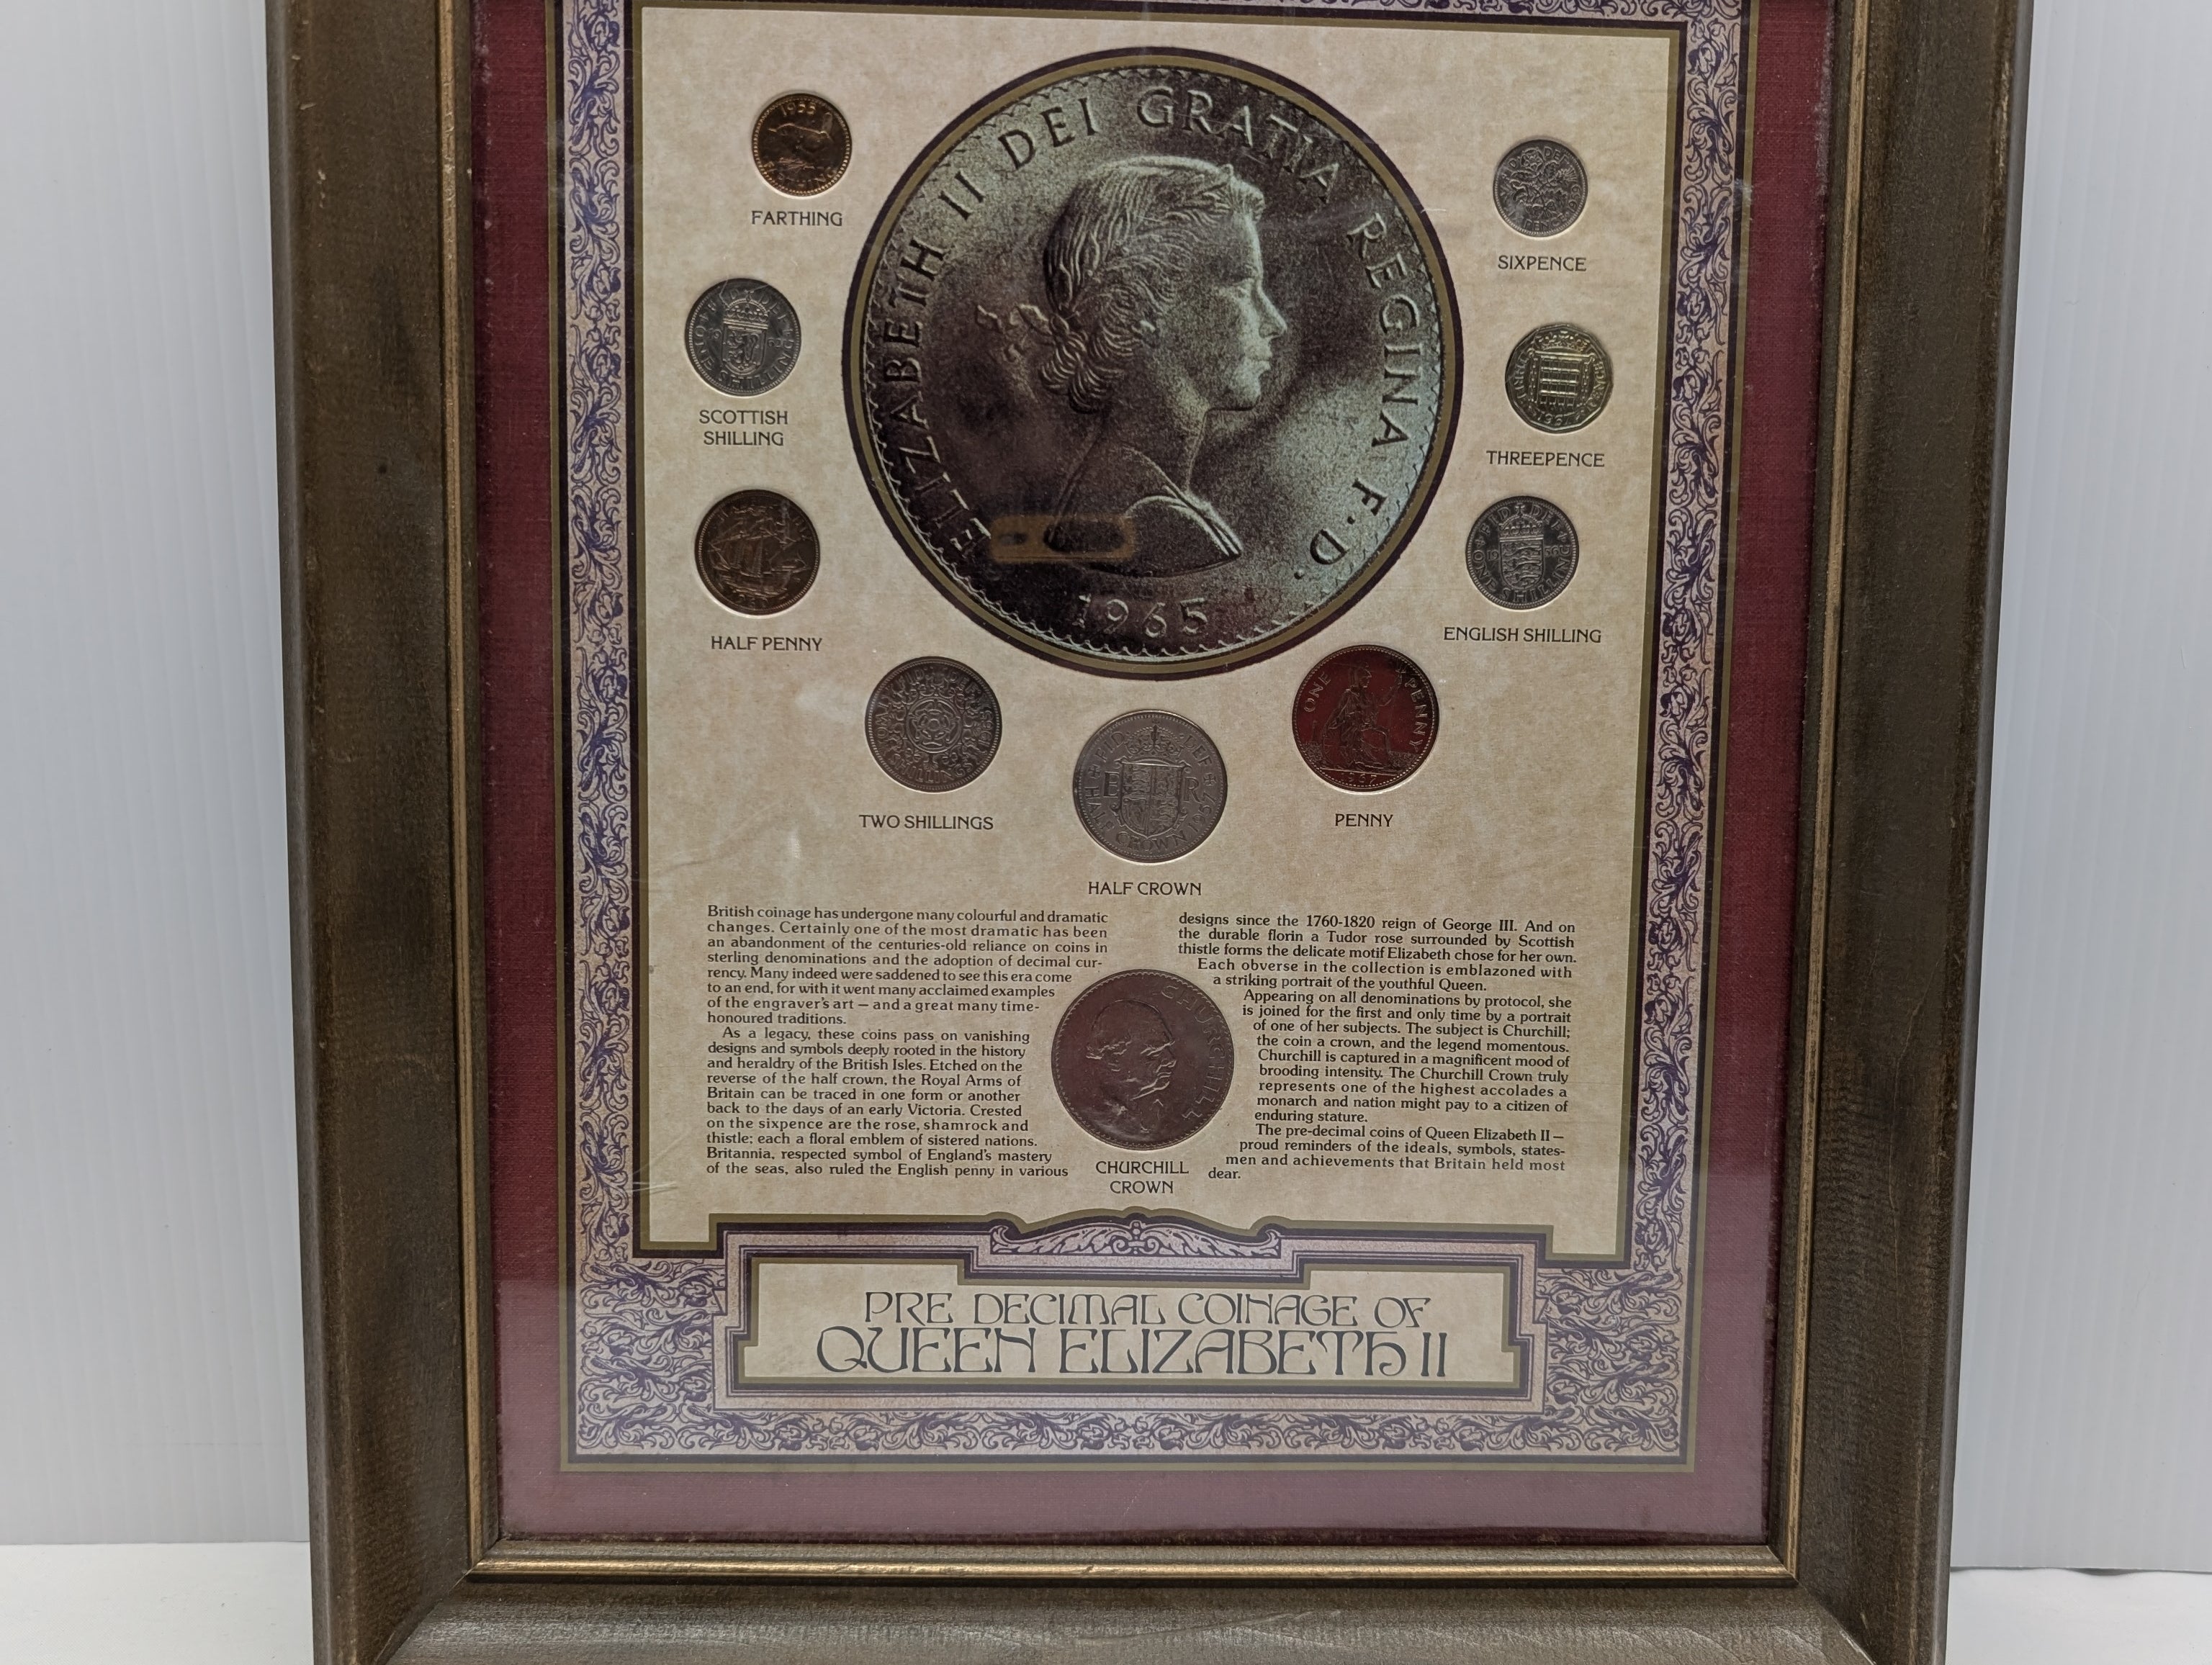 ELIZABETH II DEI GRATIA REGINA F.D.
1965
1955
FARTHING
SIXPENCE
ONE SHILLING
SCOTTISH
SHILLING
THREEPENCE
HALF PENNY
SHILLING
ENGLISH SHILLING
TWO SHILLINGS
HALF CROWN
ONE PENNY
1967
PENNY
HALF CROWN
British coinage has undergone many colourful and dramatic
changes. Certainly one of the most dramatic has been
an abandonment of the centuries-old reliance on coins in
sterling denominations and the adoption of decimal cur-
rency. Many indeed were saddened to see this era come
to an end, for with it went many acclaimed examples
of the engraver's art — and a great many time-
honoured traditions.
As a legacy, these coins pass on vanishing
designs and symbols deeply rooted in the history
and heraldry of the British Isles. Etched on the
reverse of the half crown, the Royal Arms of
Britain can be traced in one form or another
back to the days of an early Victoria. Crested
on the sixpence are the rose, shamrock and
thistle; each a floral emblem of sistered nations.
Britannia, respected symbol of England's mastery
of the seas, also ruled the English penny in various
designs since the 1760-1820 reign of George III. And on
the durable florin a Tudor rose surrounded by Scottish
thistle forms the delicate motif Elizabeth chose for her own.
Each obverse in the collection is emblazoned with
a striking portrait of the youthful Queen.
Appearing on all denominations by protocol, she
is joined for the first and only time by a portrait
of one of her subjects. The subject is Churchill;
the coin a crown, and the legend momentous.
Churchill is captured in a magnificent mood of
brooding intensity. The Churchill Crown truly
represents one of the highest accolades a
monarch and nation might pay to a citizen of
enduring stature.
The pre-decimal coins of Queen Elizabeth II —
proud reminders of the ideals, symbols, states-
men and achievements that Britain held most
dear.
CHURCHILL
CHURCHILL
CROWN
PRE DECIMAL COINAGE OF
QUEEN ELIZABETH II